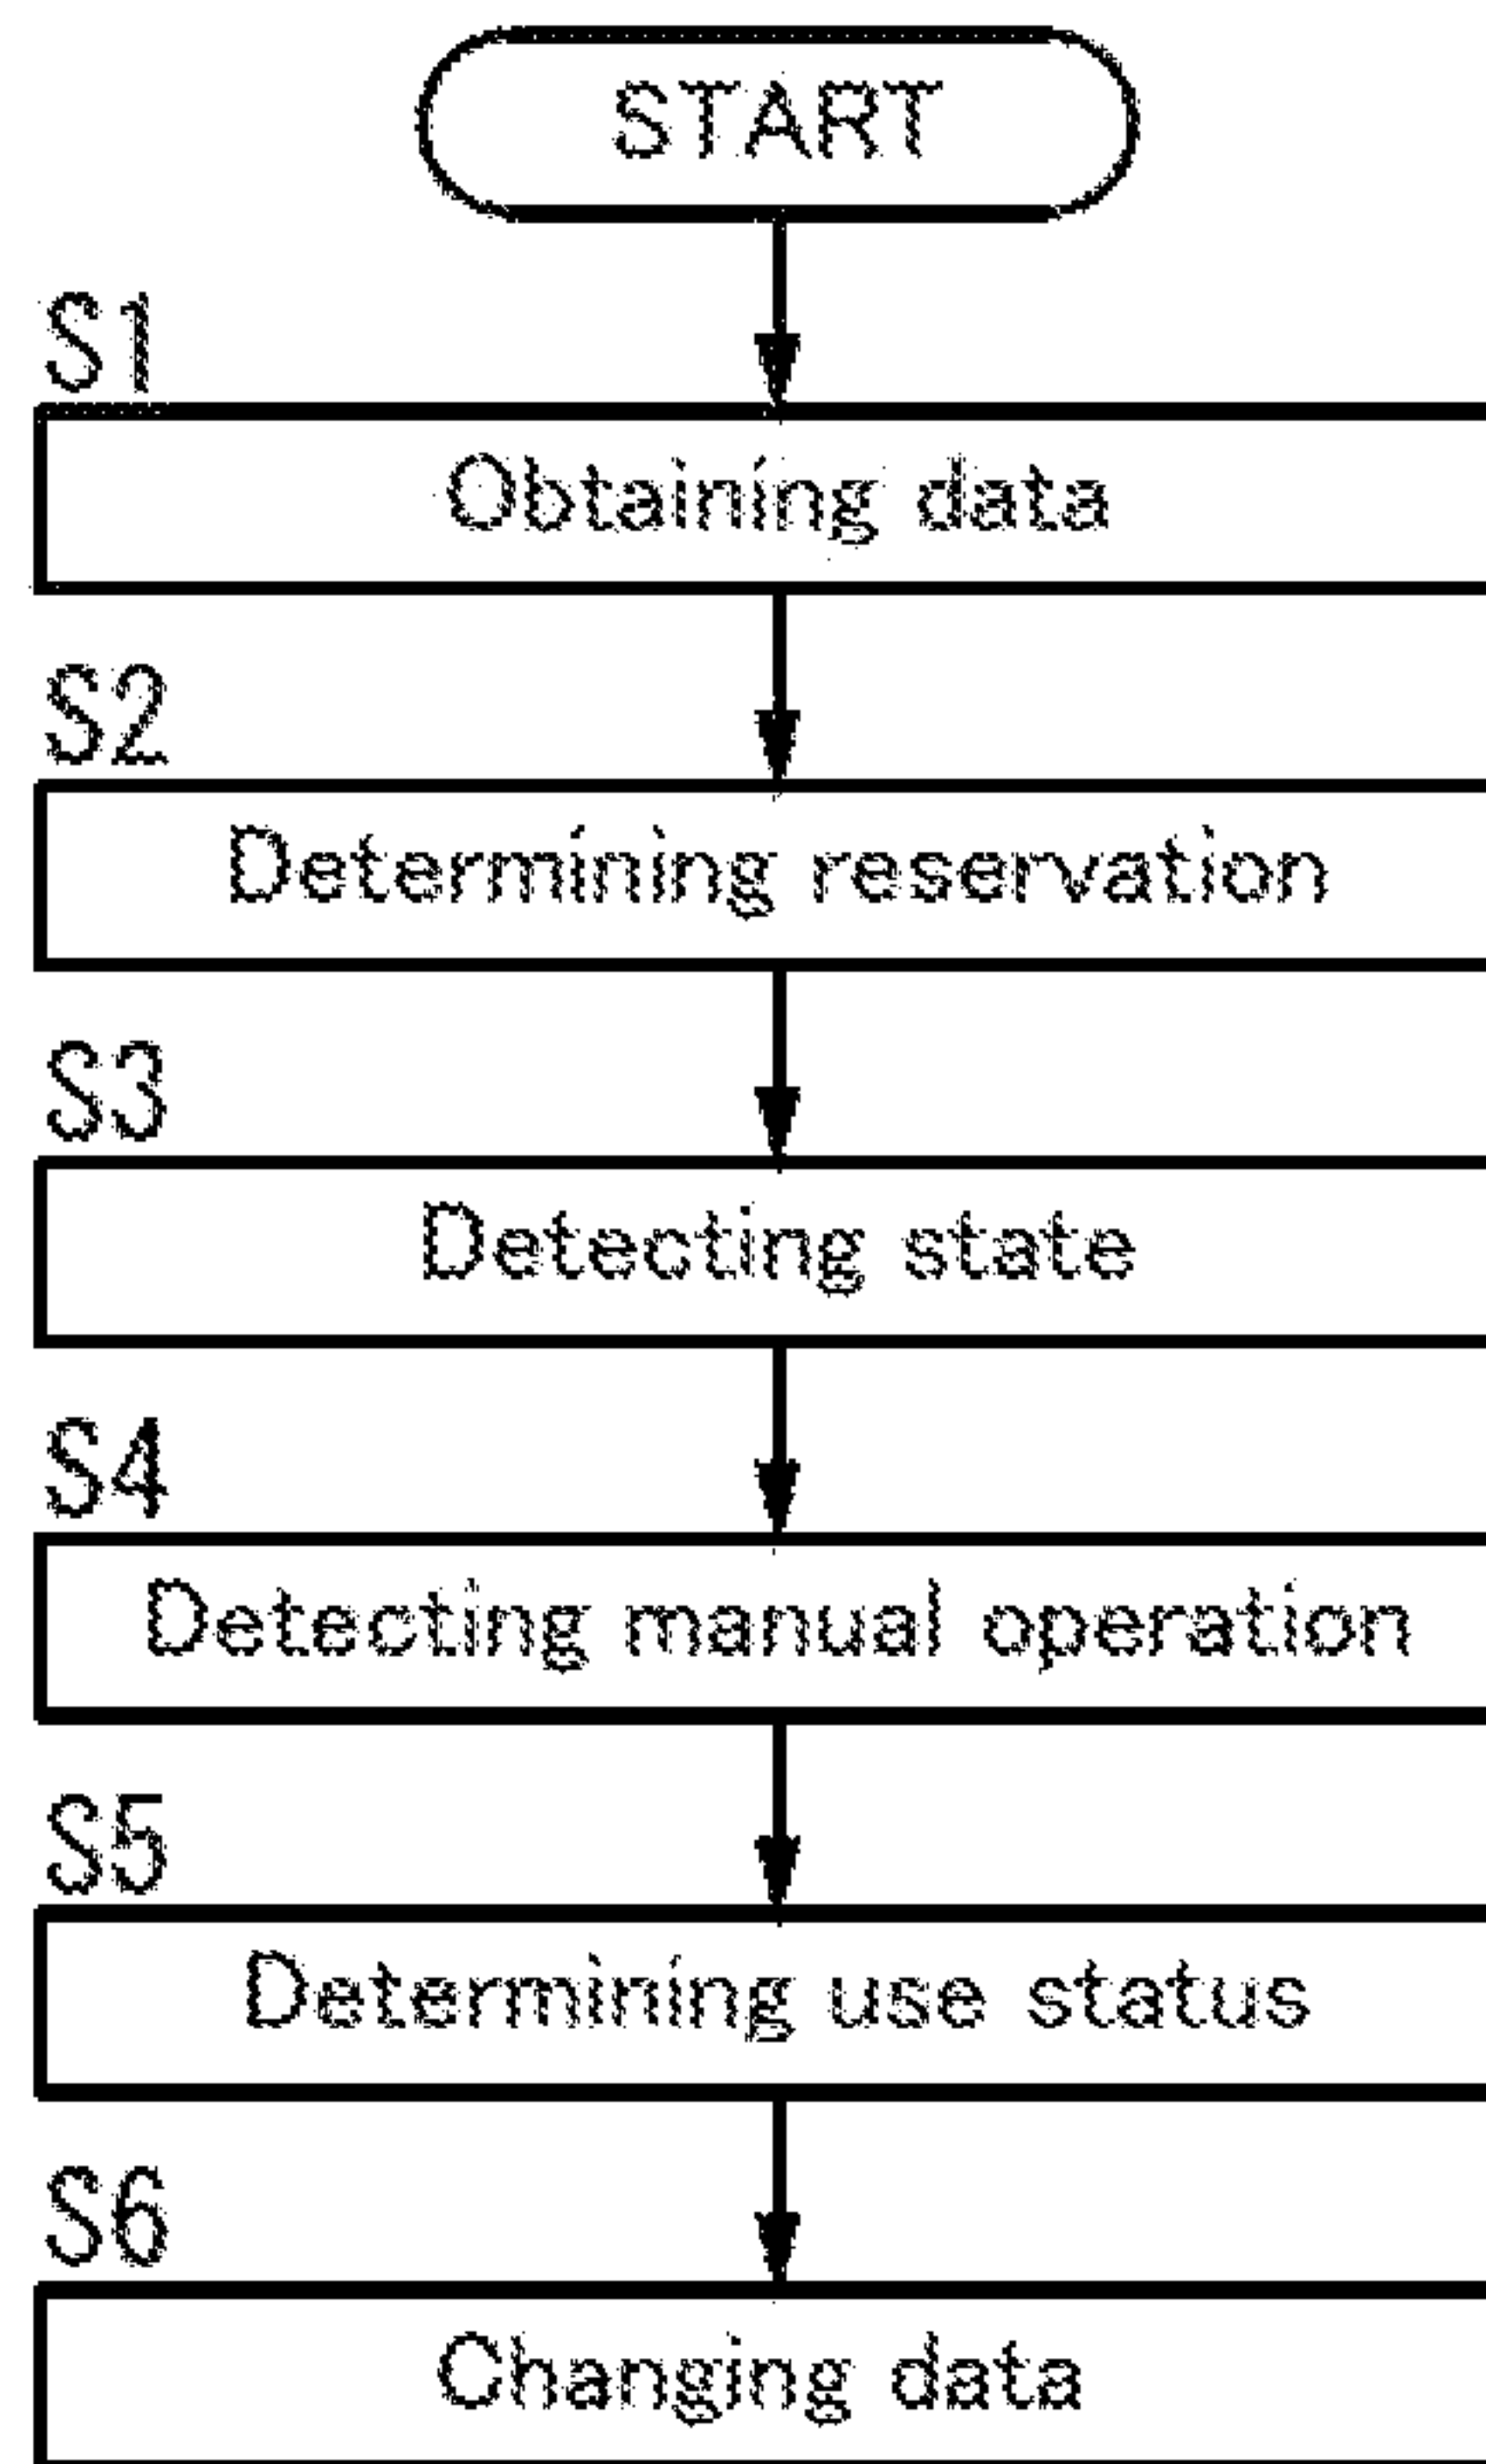 START
S1
Obtaining data
S2
Determining reservation
S3
Detecting state
S4
Detecting manual operation
S5
Determining use status
S6
Changing data